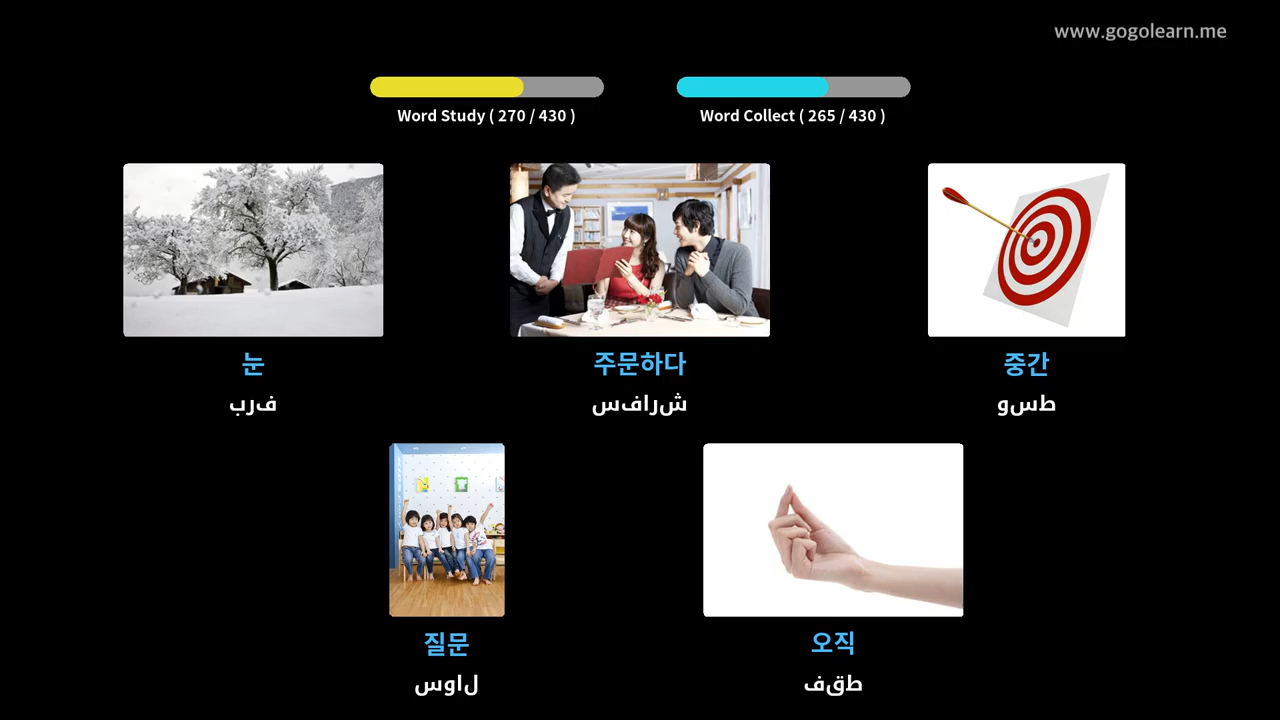 www.gogolearn.me
Word Study ( 270 / 430 )
Word Collect ( 265 / 430 )
눈
فرب
주문하다
شرافس
중간
طسو
질문
لاوس
오직
طقف